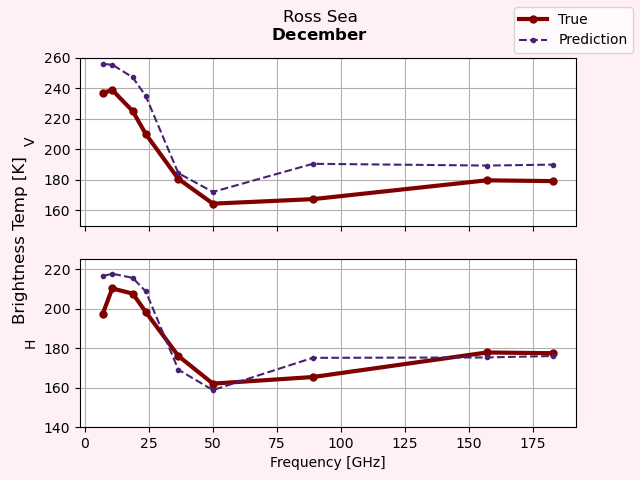 Ross Sea
December
True
Prediction
Brightness Temp [K]
V
260
240
220
200
180
160
H
220
200
180
160
140
0 25 50 75 100 125 150 175
Frequency [GHz]